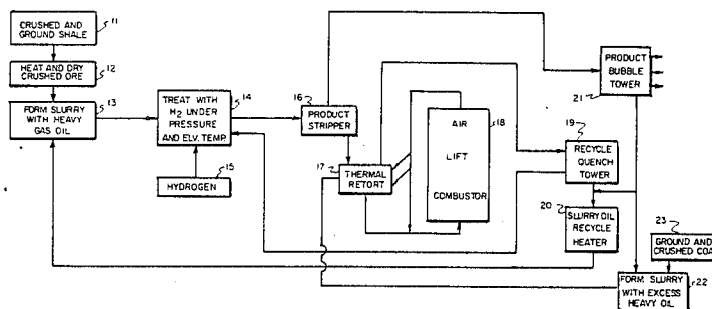 CRUSHED AND
GROUND SHALE
11
HEAT AND DRY
CRUSHED ORE
12
FORM SLURRY
WITH HEAVY
GAS OIL
13
TREAT WITH
H2 UNDER
PRESSURE
AND ELV. TEMP.
14
HYDROGEN
15
16
PRODUCT
STRIPPER
17
THERMAL
RETORT
AIR
LIFT
COMBUSTOR
18
PRODUCT
BUBBLE
TOWER
21
19
RECYCLE
QUENCH
TOWER
20
SLURRY OIL
RECYCLE
HEATER
23
GROUND AND
CRUSHED COA
FORM SLURRY
WITH EXCESS
HEAVY OIL
22